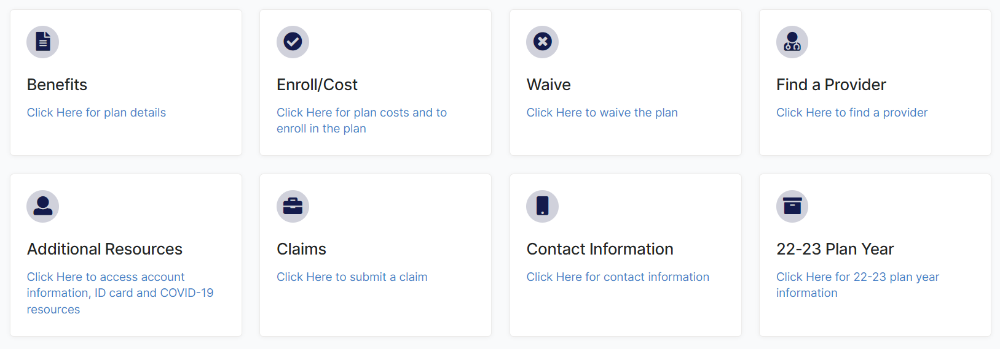 Benefits
Click Here for plan details
Enroll/Cost
Click Here for plan costs and to
enroll in the plan
Waive
Click Here to waive the plan
Find a Provider
Click Here to find a provider
Additional Resources
Click Here to access account
information, ID card and COVID-19
resources
Claims
Click Here to submit a claim
Contact Information
Click Here for contact information
22-23 Plan Year
Click Here for 22-23 plan year
information